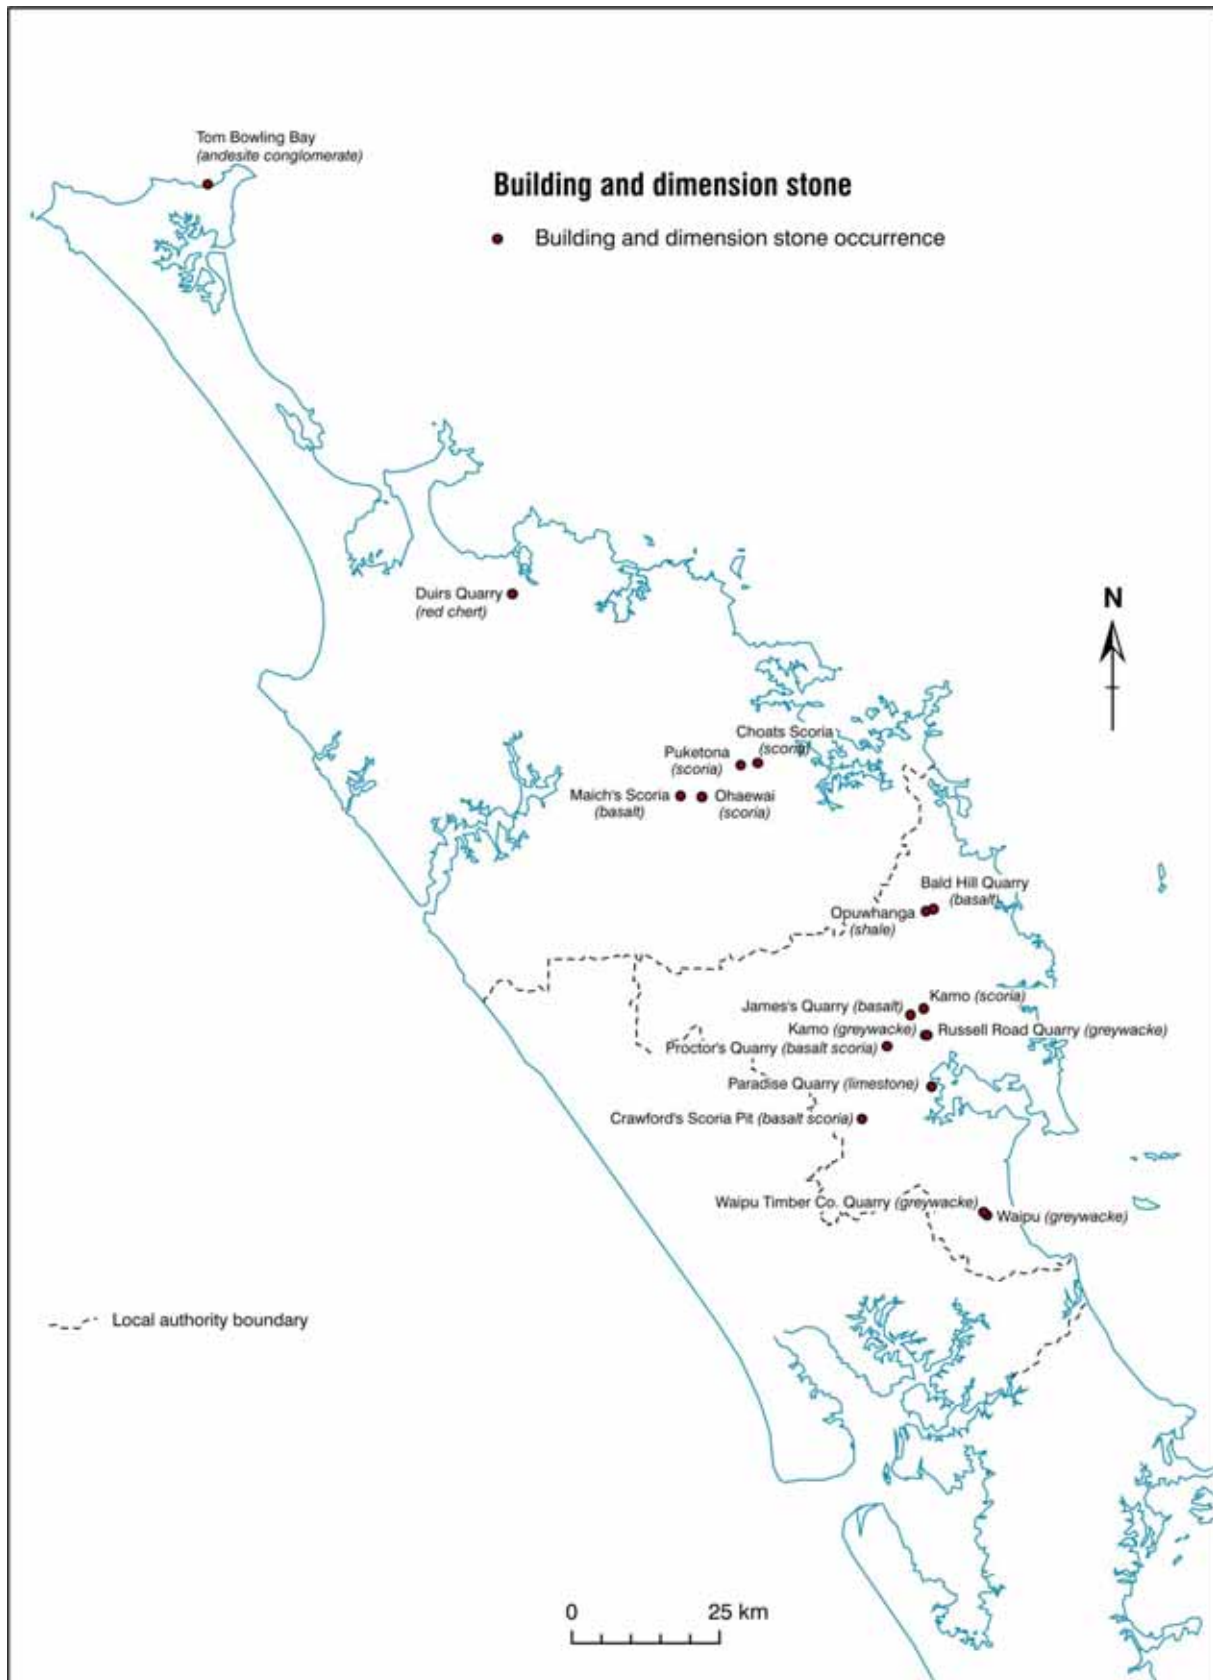 Tom Bowling Bay
(andesite conglomerate)
Building and dimension stone
Building and dimension stone occurrence
Duirs Quarry
(red chert)
N
Choats Scoria
(scoria)
Puketona
(scoria)
Maich's Scoria
(basalt)
Ohaewai
(scoria)
Bald Hill Quarry
(basalt)
Opuwhanga
(shale)
Kamo (scoria)
James's Quarry (basalt)
Kamo (greywacke)
Russell Road Quarry (greywacke)
Proctor's Quarry (basalt scoria)
Paradise Quarry (limestone)
Crawford's Scoria Pit (basalt scoria)
Waipu Timber Co. Quarry (greywacke)
Waipu (greywacke)
Local authority boundary
0 25 km